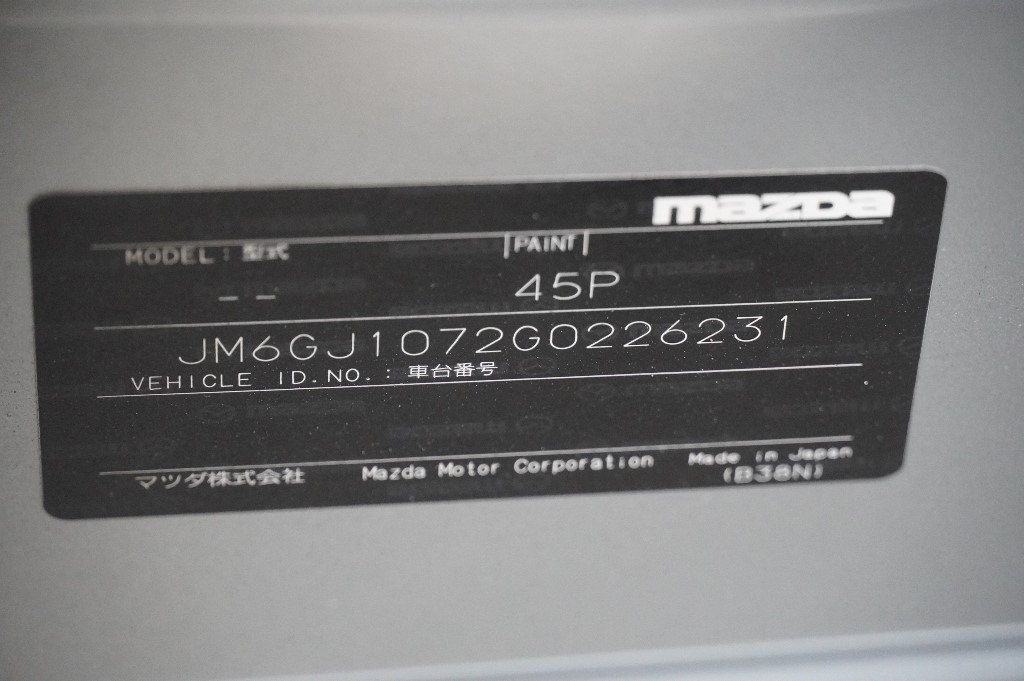 mazda
MODEL : 型式
PAINT
-- 45P
JM6GJ1072G0226231
VEHICLE ID.NO.: 車台番号
マツダ株式会社 Mazda Motor Corporation Made in Japan
(B38N)